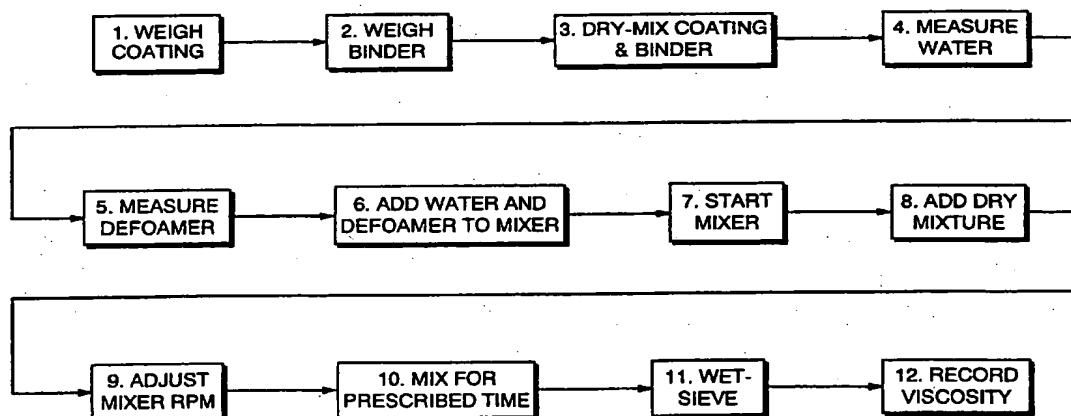 1. WEIGH
COATING
2. WEIGH
BINDER
3. DRY-MIX COATING
& BINDER
4. MEASURE
WATER
5. MEASURE
DEFOAMER
6. ADD WATER AND
DEFOAMER TO MIXER
7. START
MIXER
8. ADD DRY
MIXTURE
9. ADJUST
MIXER RPM
10. MIX FOR
PRESCRIBED TIME
11. WET-
SIEVE
12. RECORD
VISCOSITY